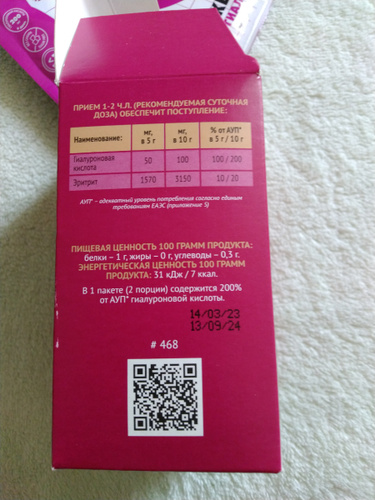 ГИАЛ
ПРИЕМ 1-2 Ч.Л. (РЕКОМЕНДУЕМАЯ СУТОЧНАЯ
ДОЗА) ОБЕСПЕЧИТ ПОСТУПЛЕНИЕ:
Наименование: мг, в 5 г мг, в 10 г % от АУП* в 5 г / 10 г
Гиалуроновая кислота 50 100 100 / 200
Эритрит 1570 3150 10 / 20
АУП* – адекватный уровень потребления согласно единым
требованиям ЕАЭС (приложение 5)
ПИЩЕВАЯ ЦЕННОСТЬ 100 ГРАММ ПРОДУКТА:
белки – 1 г, жиры – 0 г, углеводы – 0,3 г.
ЭНЕРГЕТИЧЕСКАЯ ЦЕННОСТЬ 100 ГРАММ
ПРОДУКТА: 31 кДж / 7 ккал.
В 1 пакете (2 порции) содержится 200%
от АУП* гиалуроновой кислоты.
14/03/23
13/09/24
# 468